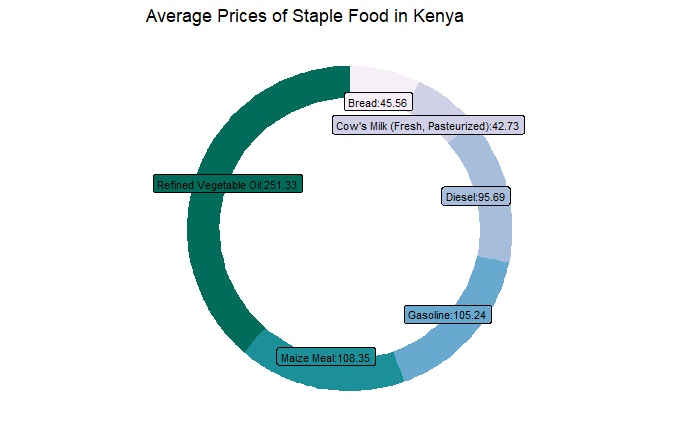 Average Prices of Staple Food in Kenya
Bread:45.56
Cow's Milk (Fresh, Pasteurized):42.73
Refined Vegetable Oil:251.33
Diesel:95.69
Gasoline:105.24
Maize Meal:108.35